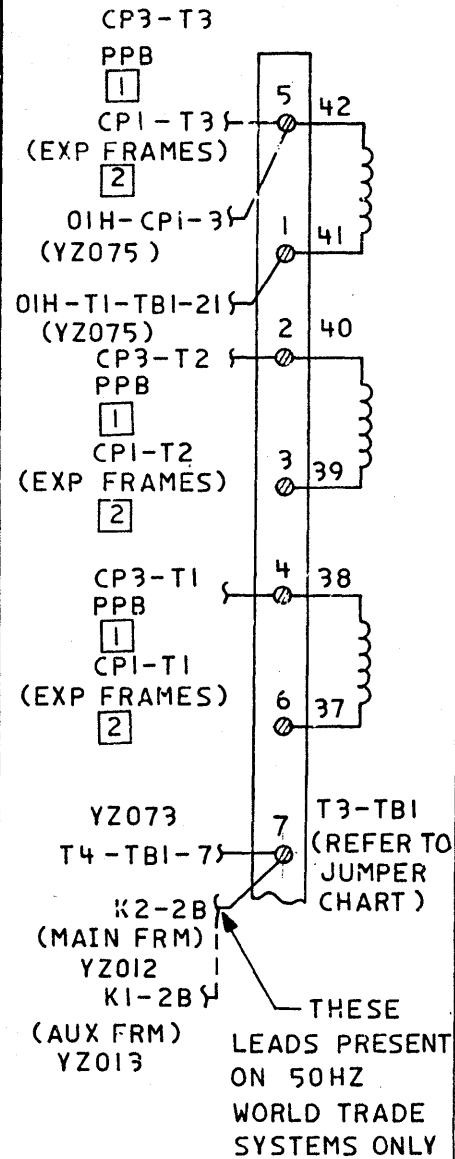 CP3-T3
PPB
1
5 42
CP1-T3
(EXP FRAMES)
2
01H-CPi-3
(YZ075)
1 41
01H-T1-TB1-21
(YZ075)
2 40
CP3-T2
PPB
1
CP1-T2
3 39
(EXP FRAMES)
2
CP3-T1
4 38
PPB
1
CP1-T1
(EXP FRAMES)
2
6 37
YZ073
7
T3-TB1
(REFER TO
JUMPER
CHART)
T4-TB1-7
K2-2B
(MAIN FRM)
YZ012
K1-2B
(AUX FRM)
YZ013
THESE
LEADS PRESENT
ON 50HZ
WORLD TRADE
SYSTEMS ONLY